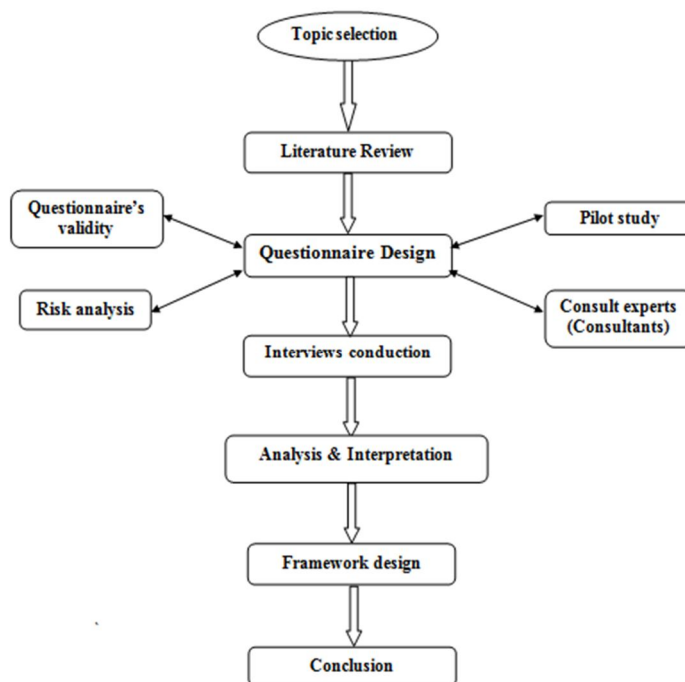 Topic selection
Literature Review
Questionnaire's
validity
Pilot study
Questionnaire Design
Risk analysis
Consult experts
(Consultants)
Interviews conduction
Analysis & Interpretation
Framework design
Conclusion